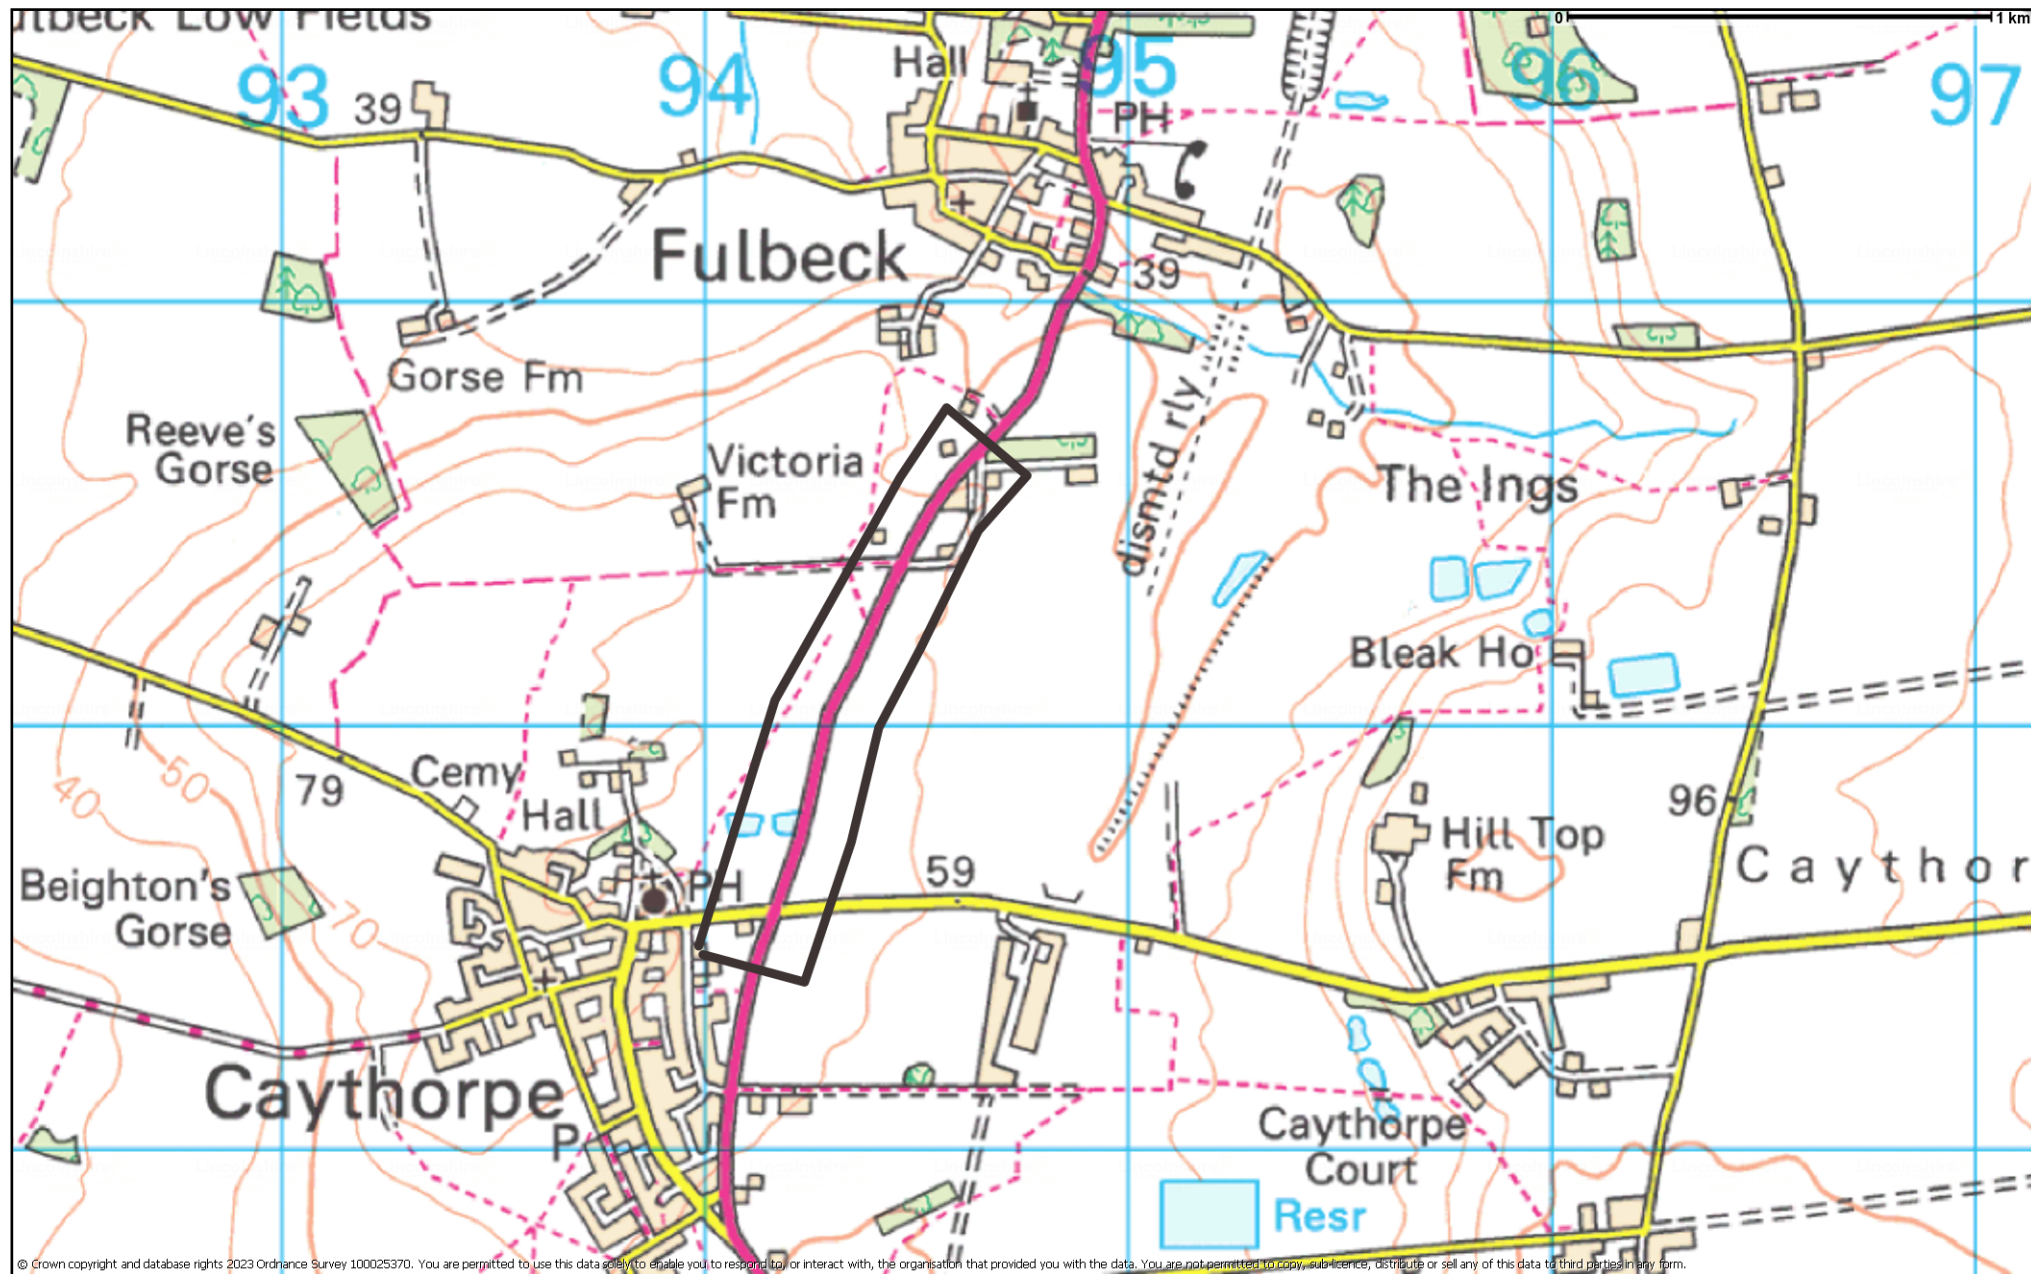 ulbeck Low Fields
0
1 km
Hall
95
93
39
94
PH
96
97
Fulbeck
39
Gorse Fm
dismtd rly
Reeve's
Gorse
Victoria
Fm
The Ings
Bleak Ho
Cemy
50
40
79
Hall
96
Hill Top
Fm
Caythor
Beighton's
Gorse
70
PH
59
Caythorpe
P
Caythorpe
Court
Resr
© Crown copyright and database rights 2023 Ordnance Survey 100025370. You are permitted to use this data solely to enable you to respond to, or interact with, the organisation that provided you with the data. You are not permitted to copy, sub-licence, distribute or sell any of this data to third parties in any form.